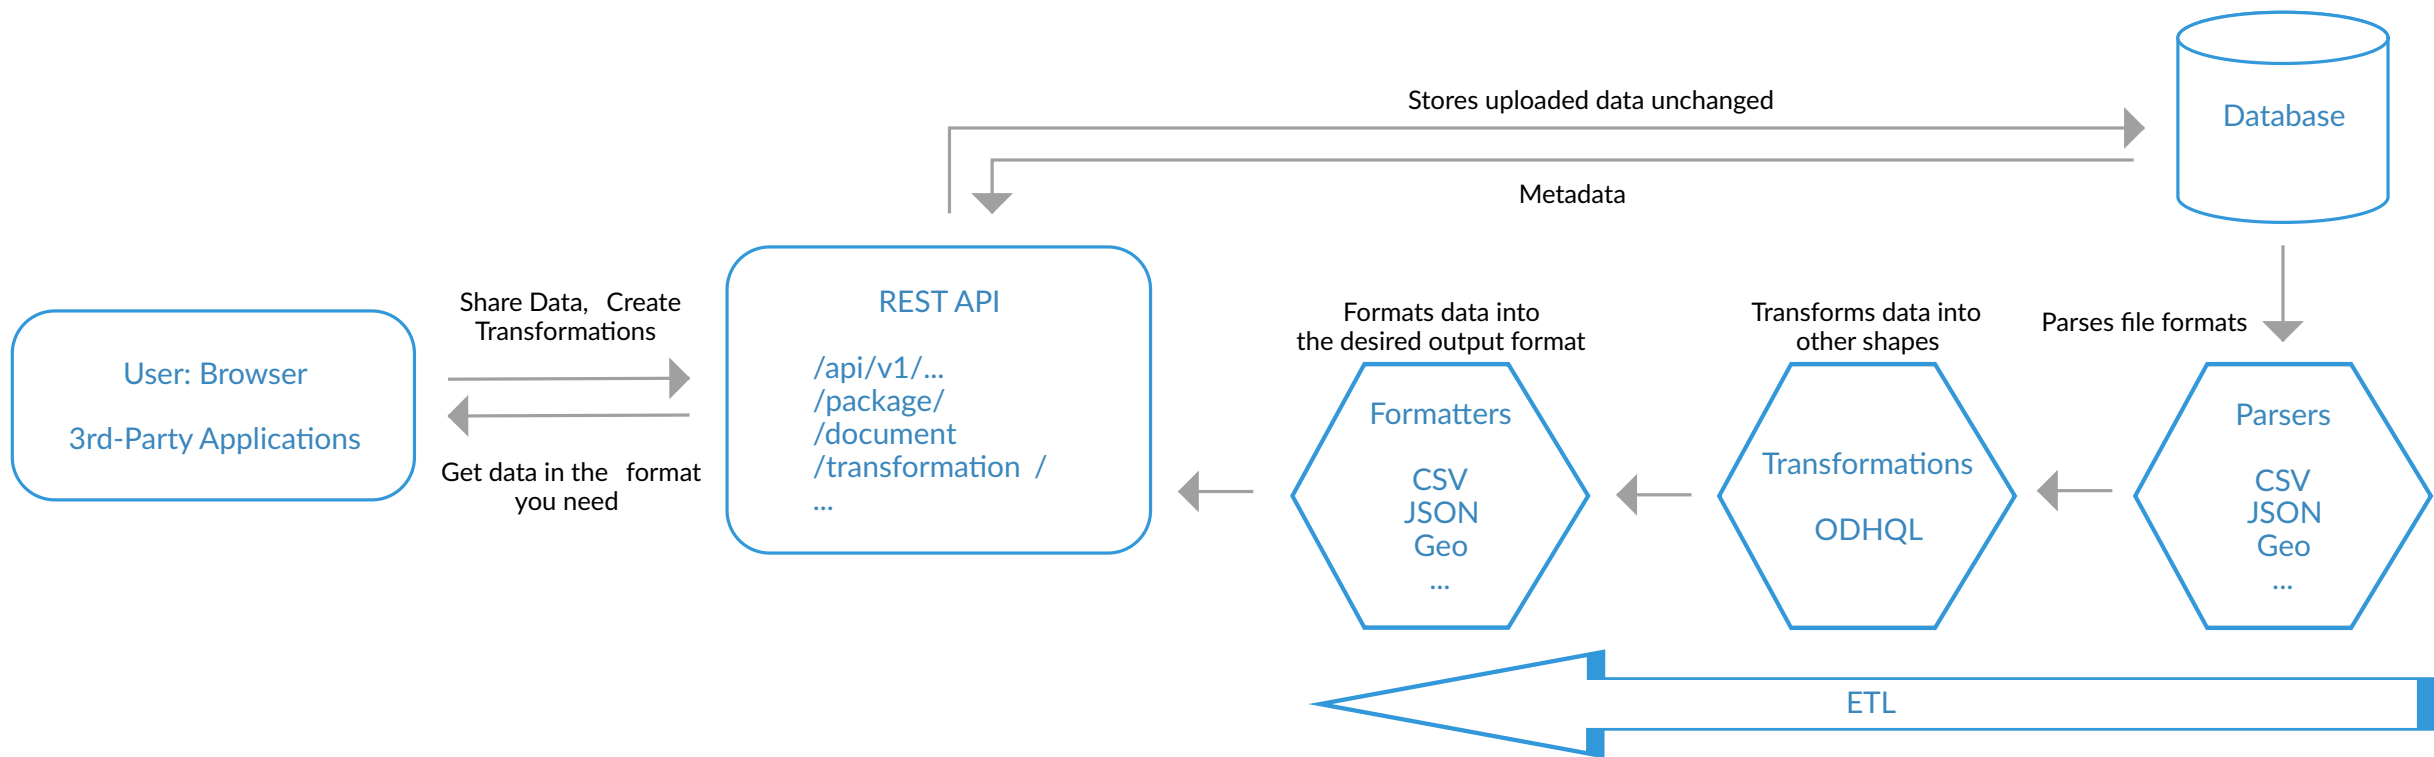 Stores uploaded data unchanged
Database
Metadata
Share Data, Create
Transformations
User: Browser
3rd-Party Applications
Get data in the format
you need
REST API
/api/v1/...
/package/
/document
/transformation /
...
Formats data into
the desired output format
Formatters
CSV
JSON
Geo
...
Transforms data into
other shapes
Transformations
ODHQL
Parses file formats
Parsers
CSV
JSON
Geo
...
ETL